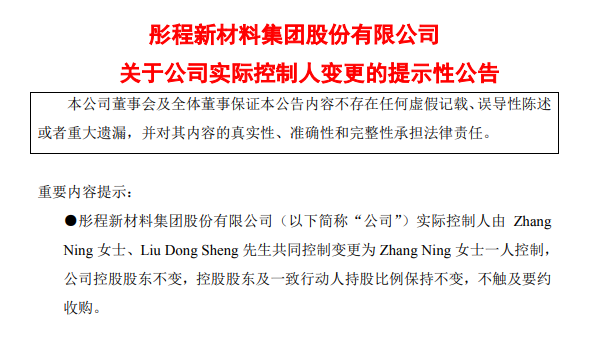 彤程新材料集团股份有限公司
关于公司实际控制人变更的提示性公告
本公司董事会及全体董事保证本公告内容不存在任何虚假记载、误导性陈述
或者重大遗漏，并对其内容的真实性、准确性和完整性承担法律责任。
重要内容提示：
●彤程新材料集团股份有限公司（以下简称“公司”）实际控制人由 Zhang
Ning 女士、Liu Dong Sheng 先生共同控制变更为 Zhang Ning 女士一人控制，
公司控股股东不变，控股股东及一致行动人持股比例保持不变，不触及要约
收购。